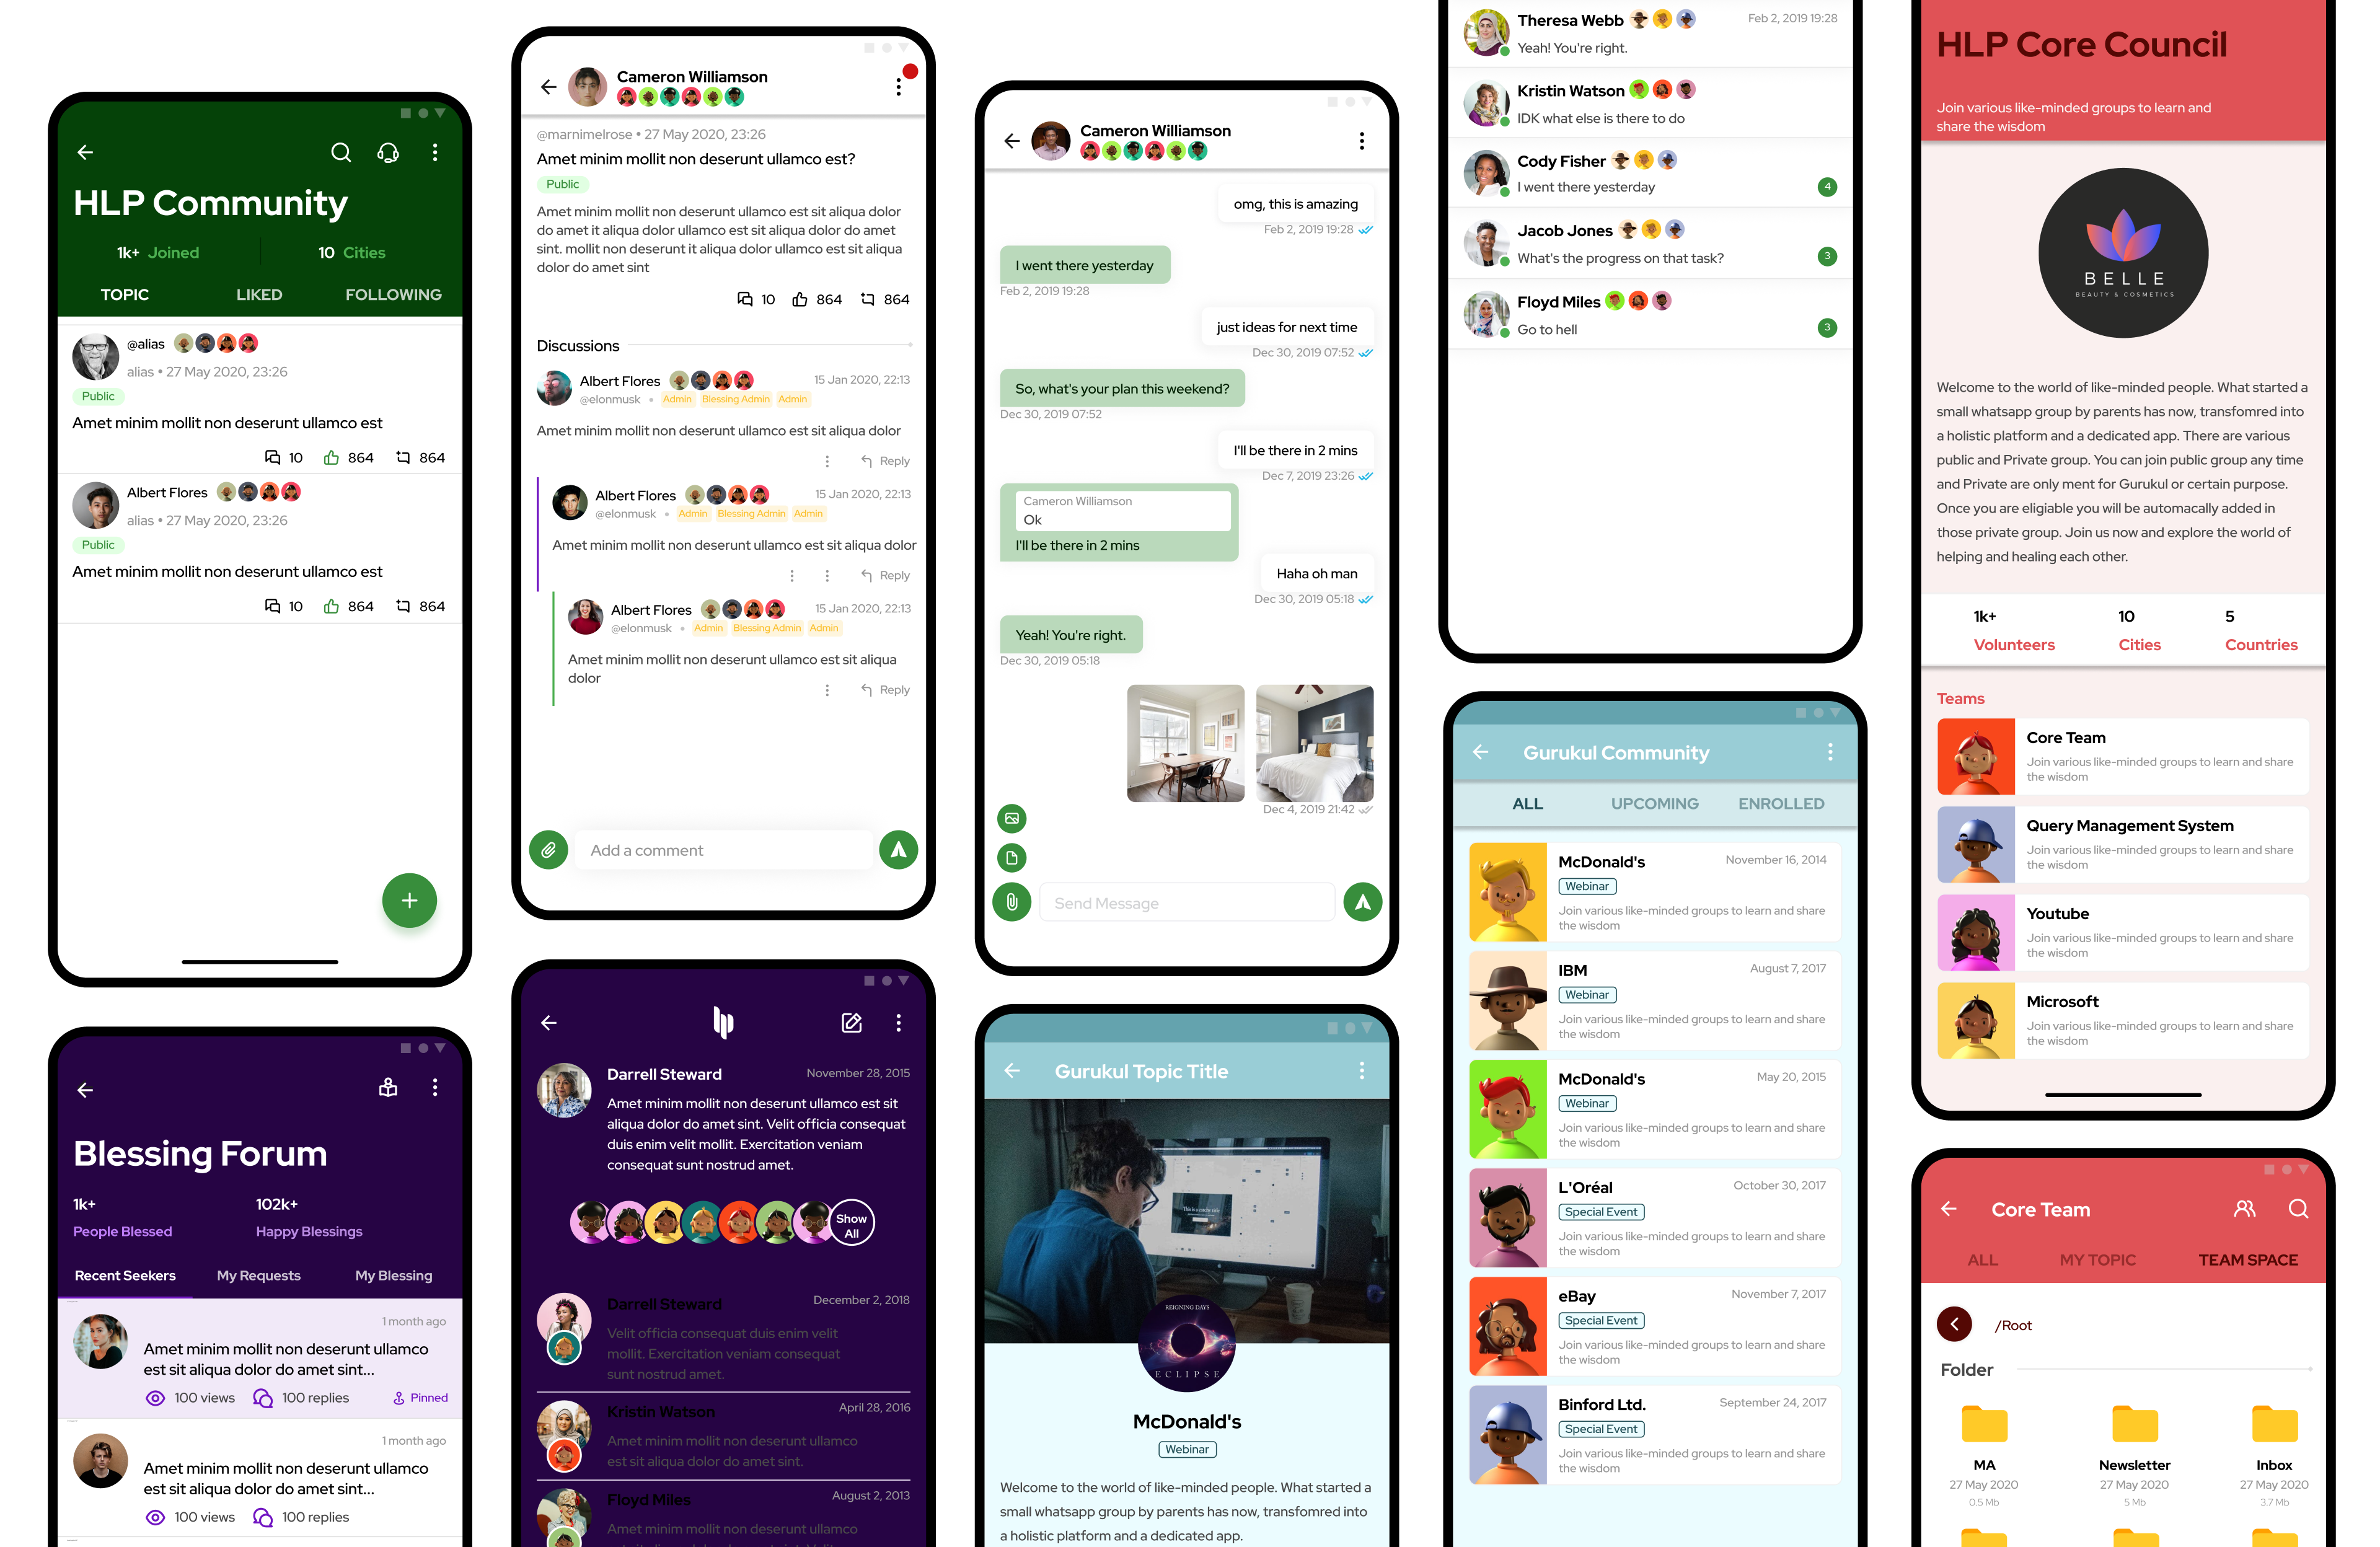 HLP Community
1k+ Joined
10 Cities
TOPIC
LIKED
FOLLOWING
@alias
alias • 27 May 2020, 23:26
Public
Amet minim mollit non deserunt ullamco est
10
864
864
Albert Flores
alias • 27 May 2020, 23:26
Public
Amet minim mollit non deserunt ullamco est
10
864
864
Blessing Forum
1k+
People Blessed
102k+
Happy Blessings
Recent Seekers
My Requests
My Blessing
1 month ago
Amet minim mollit non deserunt ullamco
est sit aliqua dolor do amet sint...
100 views
100 replies
Pinned
1 month ago
Amet minim mollit non deserunt ullamco
est sit aliqua dolor do amet sint...
100 views
100 replies
Cameron Williamson
@marnimelrose • 27 May 2020, 23:26
Amet minim mollit non deserunt ullamco est?
Public
Amet minim mollit non deserunt ullamco est sit aliqua dolor
do amet it aliqua dolor ullamco est sit aliqua dolor do amet
sint. mollit non deserunt it aliqua dolor ullamco est sit aliqua
dolor do amet sint
10
864
864
Discussions
Albert Flores
15 Jan 2020, 22:13
@elonmusk • Admin Blessing Admin Admin
Amet minim mollit non deserunt ullamco est sit aliqua dolor
Reply
Albert Flores
15 Jan 2020, 22:13
@elonmusk • Admin Blessing Admin Admin
Amet minim mollit non deserunt ullamco est sit aliqua dolor
Reply
Albert Flores
15 Jan 2020, 22:13
@elonmusk • Admin Blessing Admin Admin
Amet minim mollit non deserunt ullamco est sit aliqua
dolor
Reply
Add a comment
Darrell Steward
November 28, 2015
Amet minim mollit non deserunt ullamco est sit
aliqua dolor do amet sint. Velit officia consequat
duis enim velit mollit. Exercitation veniam
consequat sunt nostrud amet.
Show
All
Darrell Steward
December 2, 2018
Velit officia consequat duis enim velit
mollit. Exercitation veniam consequat
sunt nostrud amet.
Kristin Watson
April 28, 2016
Amet minim mollit non deserunt ullamco
est sit aliqua dolor do amet sint.
Floyd Miles
August 2, 2013
Amet minim mollit non deserunt ullamco
Cameron Williamson
omg, this is amazing
Feb 2, 2019 19:28
I went there yesterday
Feb 2, 2019 19:28
just ideas for next time
Dec 30, 2019 07:52
So, what's your plan this weekend?
Dec 30, 2019 07:52
I'll be there in 2 mins
Dec 7, 2019 23:26
Cameron Williamson
Ok
I'll be there in 2 mins
Haha oh man
Dec 30, 2019 05:18
Yeah! You're right.
Dec 30, 2019 05:18
Dec 4, 2019 21:42
Send Message
Gurukul Topic Title
REIGNING DAYS
ECLIPSE
McDonald's
Webinar
Welcome to the world of like-minded people. What started a
small whatsapp group by parents has now, transfomred into
a holistic platform and a dedicated app.
Theresa Webb
Feb 2, 2019 19:28
Yeah! You're right.
Kristin Watson
IDK what else is there to do
Cody Fisher
I went there yesterday
4
Jacob Jones
What's the progress on that task?
3
Floyd Miles
Go to hell
3
Gurukul Community
ALL
UPCOMING
ENROLLED
McDonald's
November 16, 2014
Webinar
Join various like-minded groups to learn and share
the wisdom
IBM
August 7, 2017
Webinar
Join various like-minded groups to learn and share
the wisdom
McDonald's
May 20, 2015
Webinar
Join various like-minded groups to learn and share
the wisdom
L'Oréal
October 30, 2017
Special Event
Join various like-minded groups to learn and share
the wisdom
eBay
November 7, 2017
Special Event
Join various like-minded groups to learn and share
the wisdom
Binford Ltd.
September 24, 2017
Special Event
Join various like-minded groups to learn and share
the wisdom
HLP Core Council
Join various like-minded groups to learn and
share the wisdom
BELLE
BEAUTY & COSMETICS
Welcome to the world of like-minded people. What started a
small whatsapp group by parents has now, transfomred into
a holistic platform and a dedicated app. There are various
public and Private group. You can join public group any time
and Private are only ment for Gurukul or certain purpose.
Once you are eligiable you will be automacally added in
those private group. Join us now and explore the world of
helping and healing each other.
1k+
Volunteers
10
Cities
5
Countries
Teams
Core Team
Join various like-minded groups to learn and share
the wisdom
Query Management System
Join various like-minded groups to learn and share
the wisdom
Youtube
Join various like-minded groups to learn and share
the wisdom
Microsoft
Join various like-minded groups to learn and share
the wisdom
Core Team
ALL
MY TOPIC
TEAM SPACE
/Root
Folder
MA
27 May 2020
0.5 Mb
Newsletter
27 May 2020
5 Mb
Inbox
27 May 2020
3.7 Mb